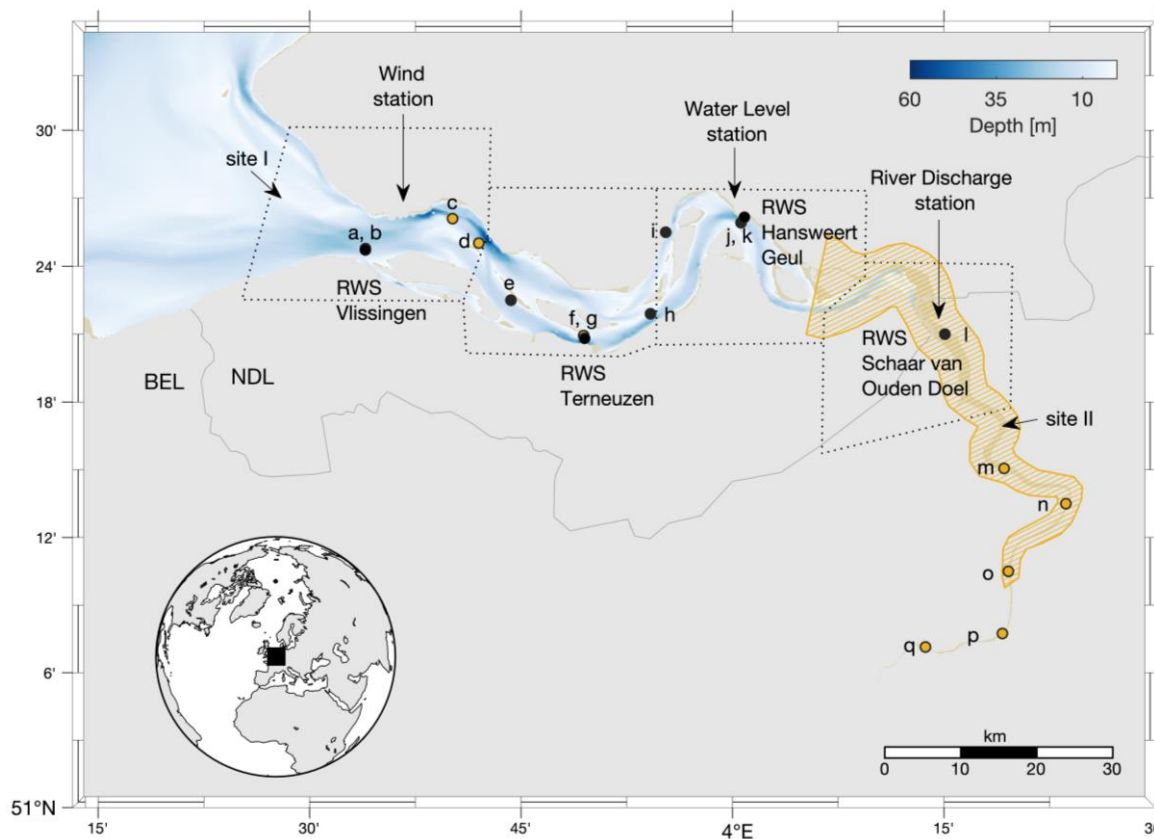 Wind
station
60
35
10
Depth [m]
30'
Water Level
station
site I
River Discharge
station
c
a, b
d
i
j, k
RWS
Hansweert
Geul
24'
RWS
Vlissingen
e
f, g
h
l
RWS
Schaar van
Ouden Doel
BEL
NDL
RWS
Terneuzen
18'
site II
m
n
12'
o
p
q
6'
km
0
10
20
30
51°N
15'
30'
45'
4°E
15'